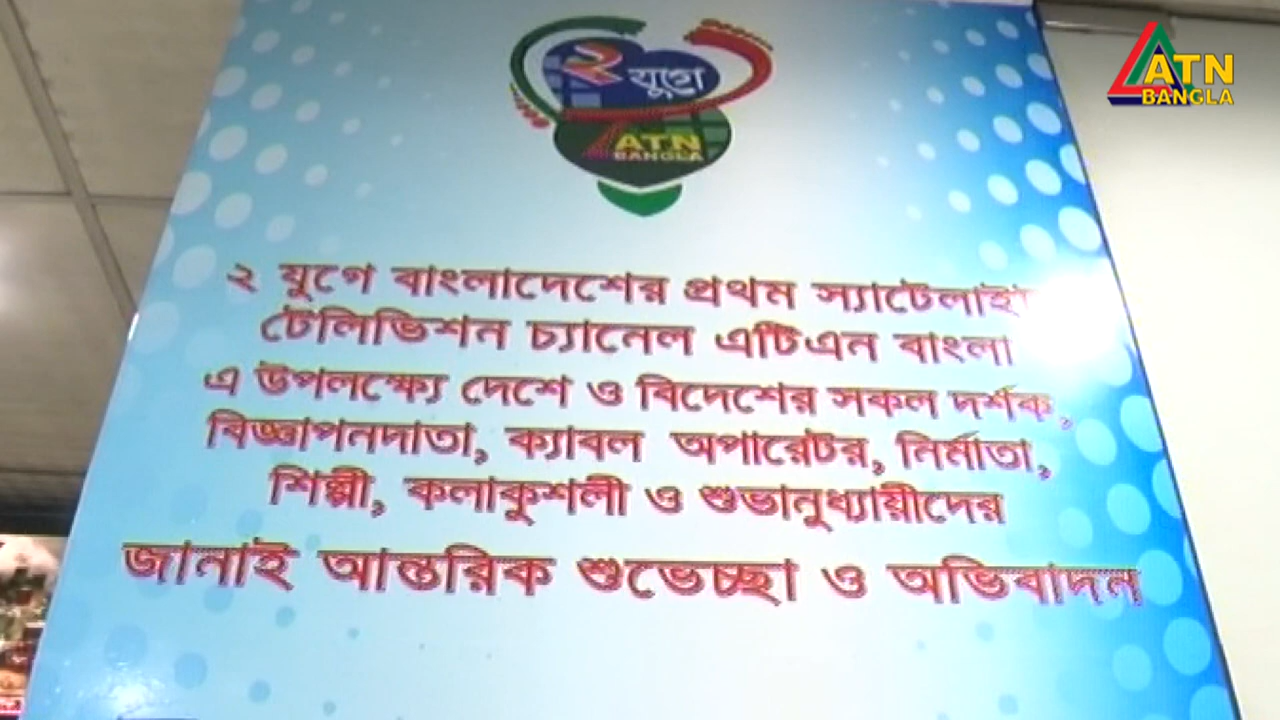 ATN
BANGLA
২ যুগে
ATN
BANGLA
২ যুগে বাংলাদেশের প্রথম স্যাটেলাইট
টেলিভিশন চ্যানেল এটিএন বাংলা
এ উপলক্ষ্যে দেশে ও বিদেশের সকল দর্শক,
বিজ্ঞাপনদাতা, ক্যাবল অপারেটর, নির্মাতা,
শিল্পী, কলাকুশলী ও শুভানুধ্যায়ীদের
জানাই আন্তরিক শুভেচ্ছা ও অভিবাদন